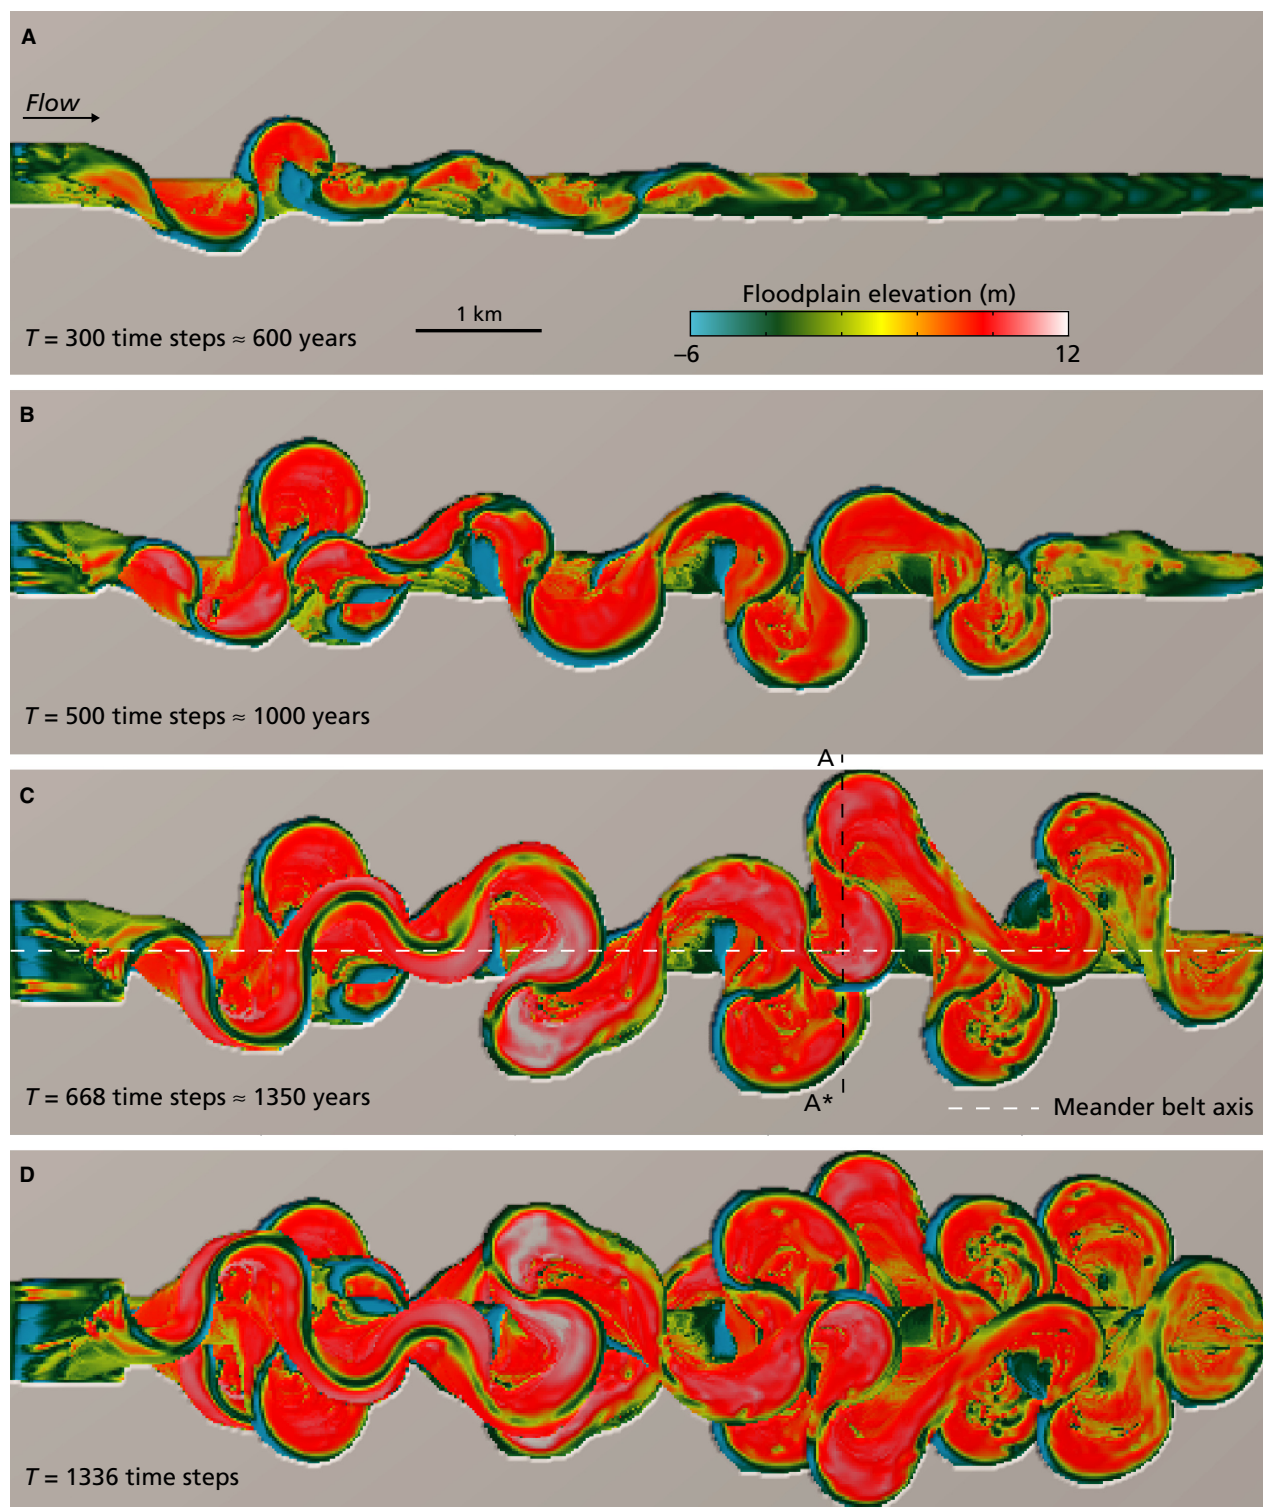 A
Flow
1 km
Floodplain elevation (m)
–6 12
T = 300 time steps ≈ 600 years
B
T = 500 time steps ≈ 1000 years
A
C
T = 668 time steps ≈ 1350 years
A*
Meander belt axis
D
T = 1336 time steps